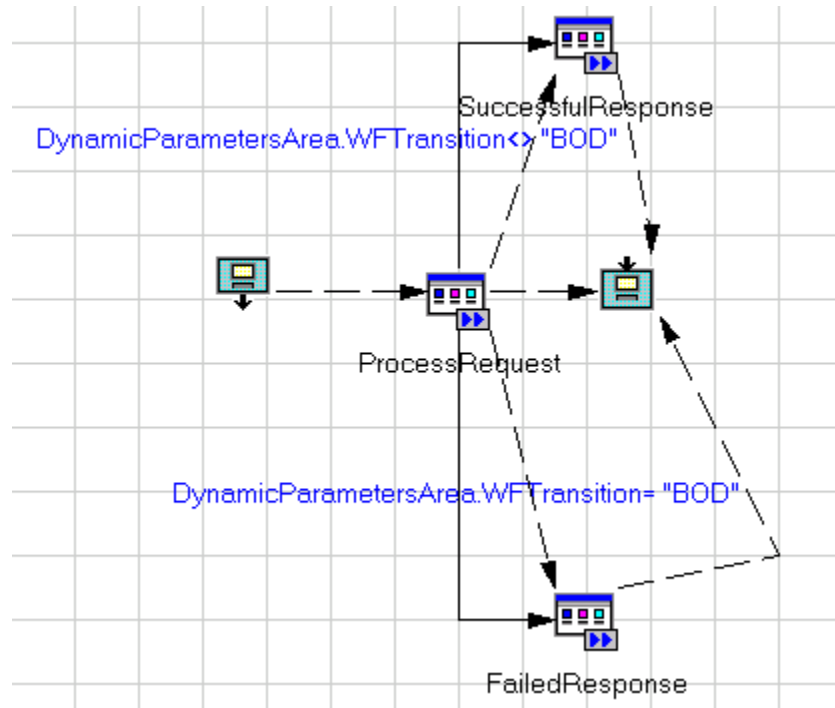 SuccessfulResponse
DynamicParametersArea.WFTransition<> "BOD"
ProcessRequest
DynamicParametersArea.WFTransition= "BOD"
FailedResponse